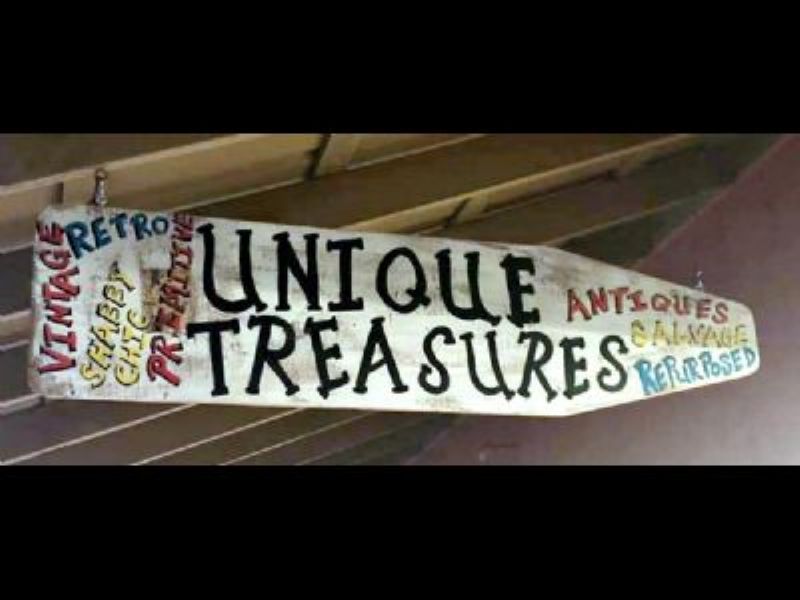 VINTAGE
RETRO
SHABBY
CHIC
PRIMITIVE
UNIQUE
TREASURES
ANTIQUES
SALVAGE
REPURPOSED